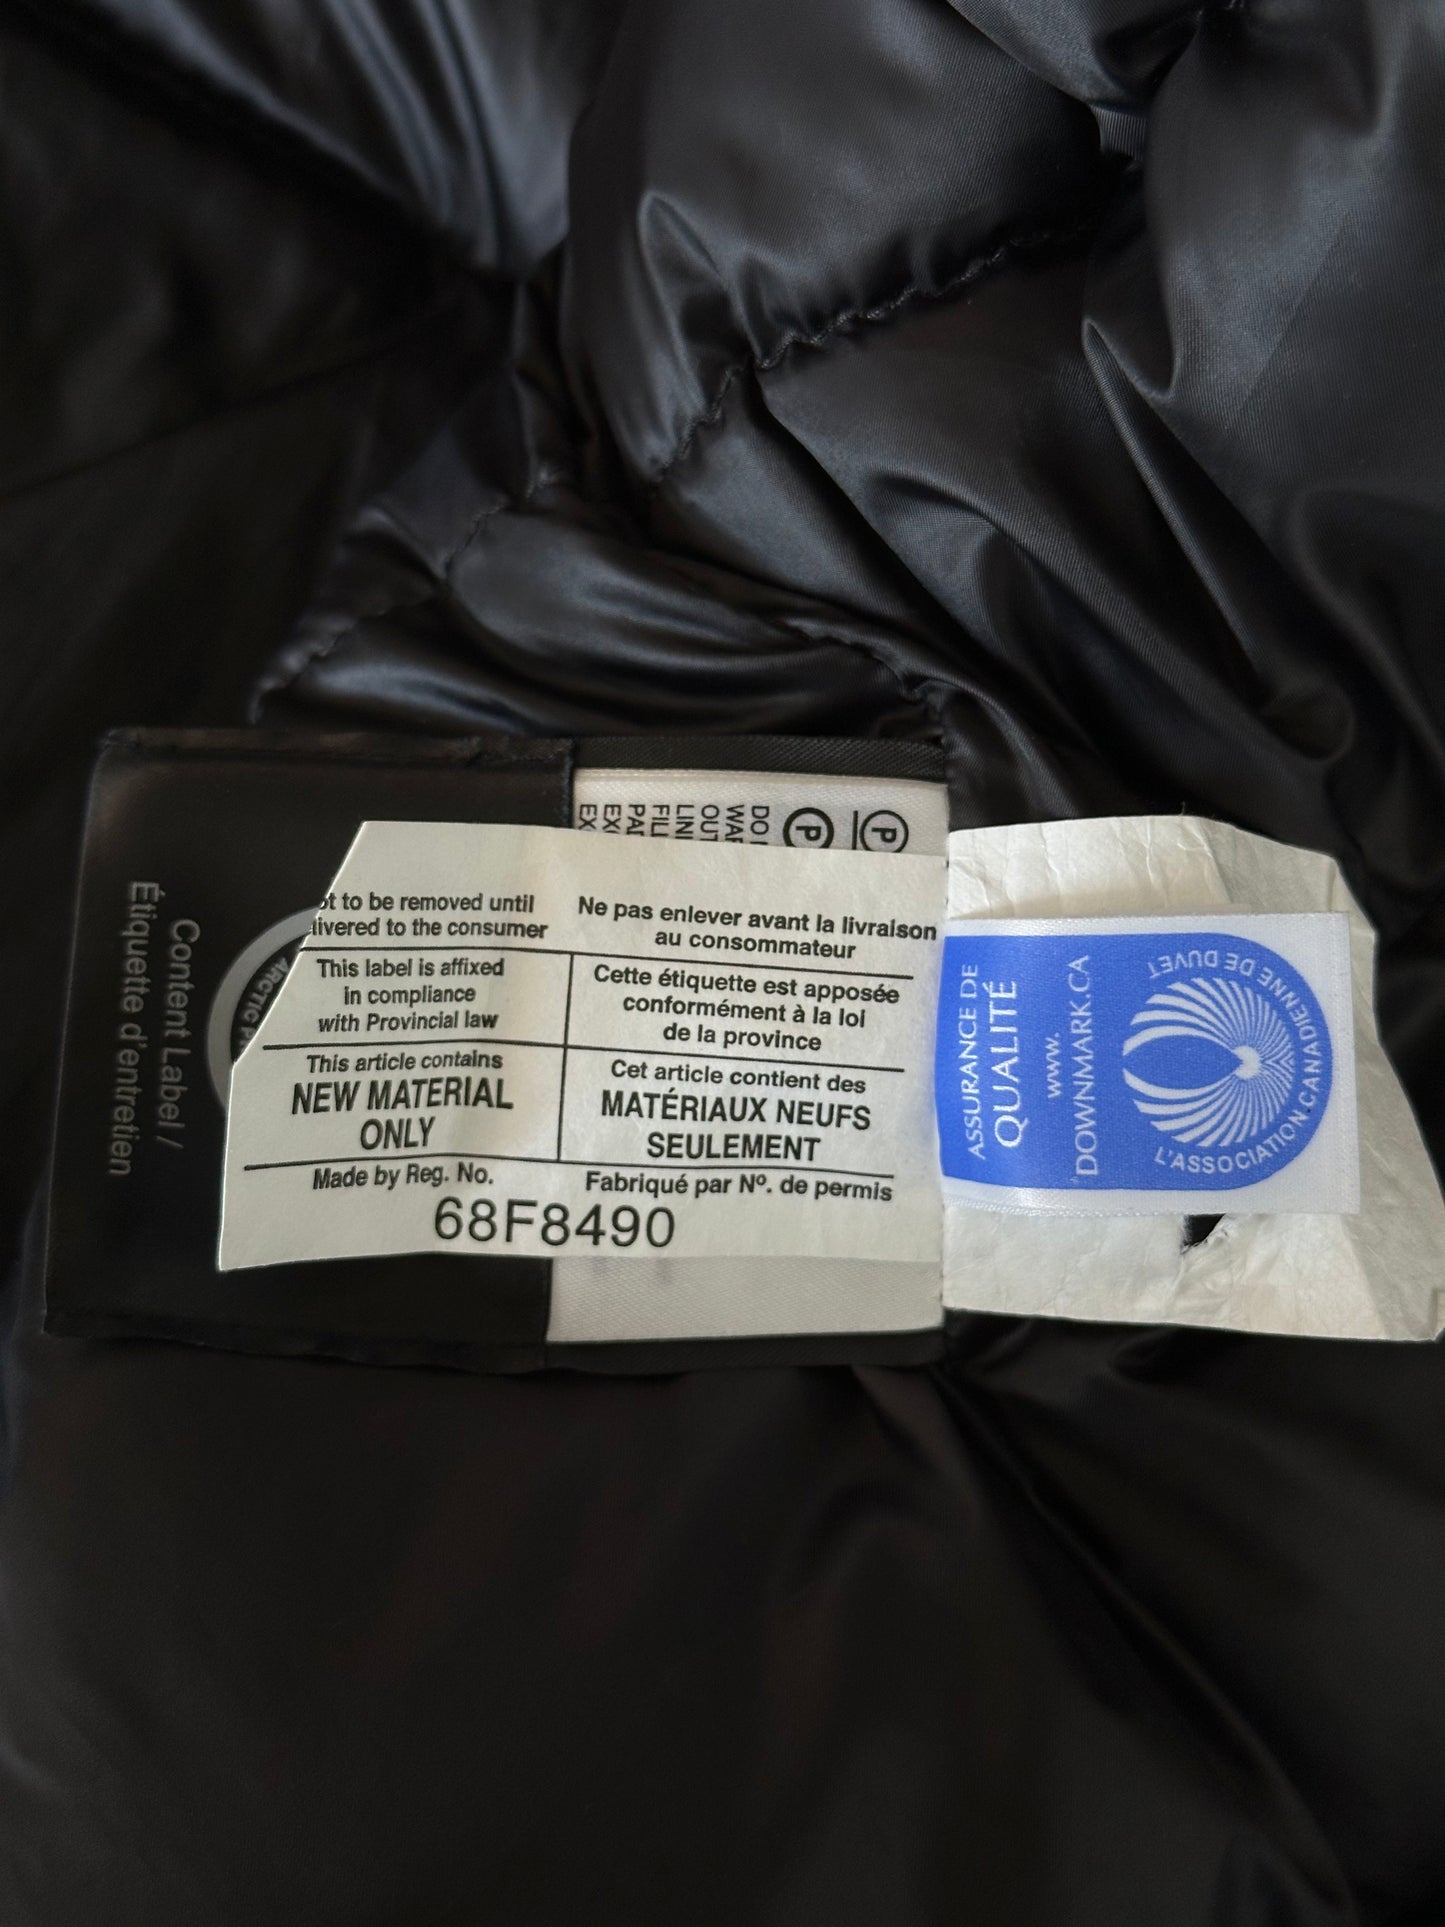 Content Label /
Étiquette d'entretien
ARCTIC
DO
OUT
to be removed until
to the consumer
This label is affixed
in compliance
with Provincial law
This article contains
NEW MATERIAL
ONLY
Made by Reg. No.
Ne pas enlever avant la livraison
au consommateur
Cette étiquette est apposée
conformément à la loi
de la province
Cet article contient des
MATÉRIAUX NEUFS
SEULEMENT
Fabriqué par Nº. de permis
68F8490
P
P
ASSURANCE DE
QUALITÉ
www.
DOWNMARK.CA
L'ASSOCIATION CANADIENNE DE DUVET